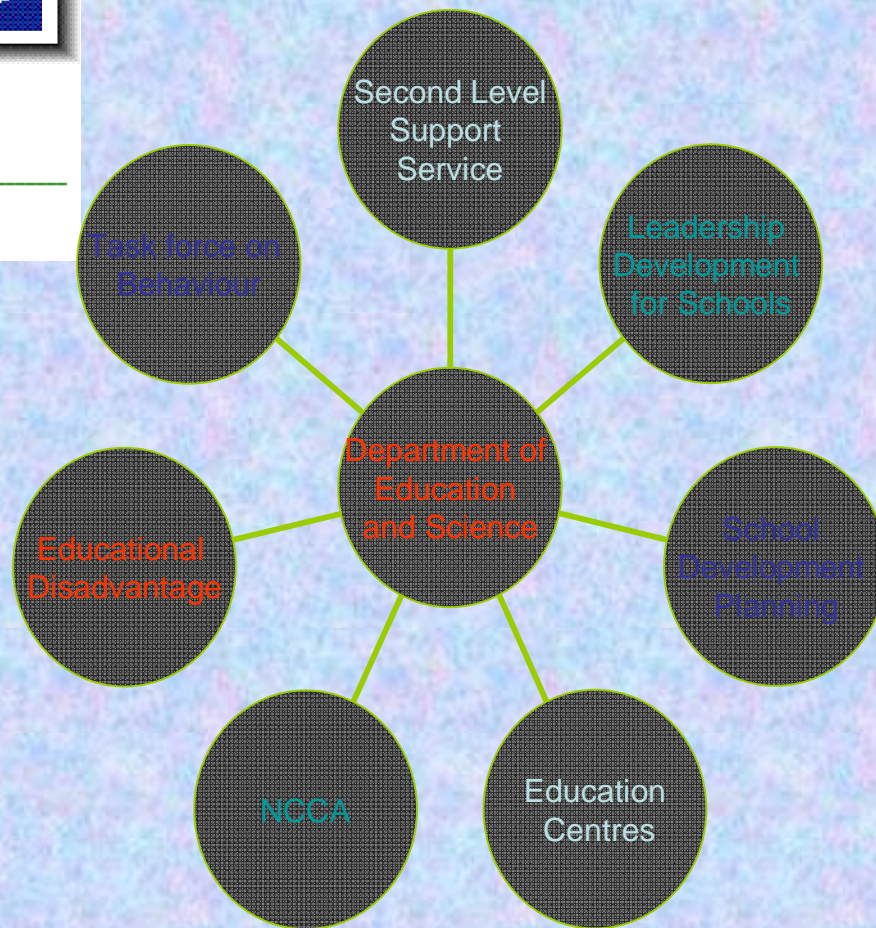 Second Level
Support
Service
Task force on
Behaviour
Leadership
Development
for Schools
Department of
Education
and Science
Educational
Disadvantage
School
Development
Planning
NCCA
Education
Centres